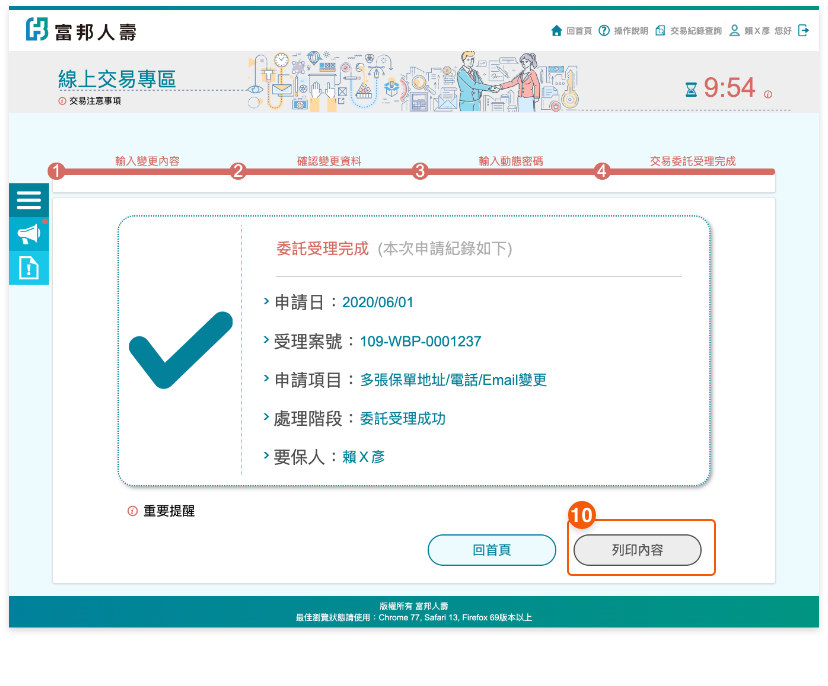 富邦人壽
回首頁 操作說明 交易紀錄查詢 賴X彥 您好
線上交易專區
交易注意事項
9:54
輸入變更內容 確認變更資料 輸入動態密碼 交易委託受理完成
1 2 3 4
委託受理完成 (本次申請紀錄如下)
申請日：2020/06/01
受理案號：109-WBP-0001237
申請項目：多張保單地址/電話/Email變更
處理階段：委託受理成功
要保人：賴X彥
重要提醒
10
回首頁 列印內容
版權所有 富邦人壽
最佳瀏覽狀態請使用：Chrome 77, Safari 13, Firefox 69版本以上